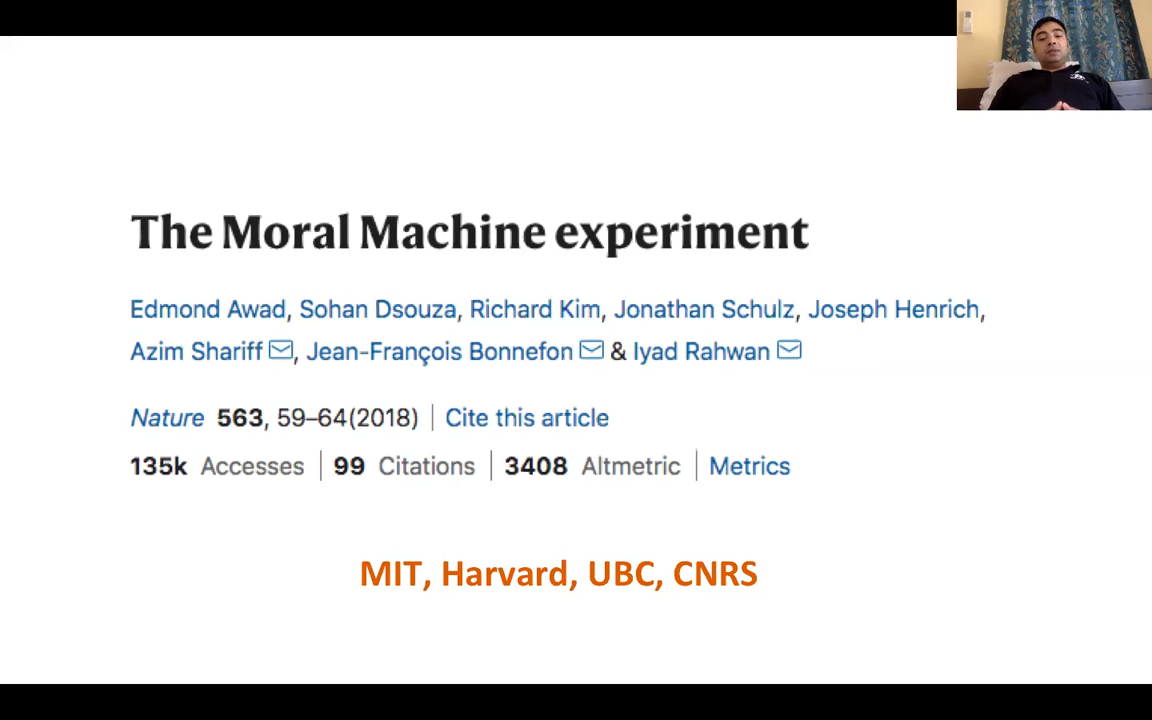 The Moral Machine experiment
Edmond Awad, Sohan Dsouza, Richard Kim, Jonathan Schulz, Joseph Henrich,
Azim Shariff, Jean-François Bonnefon & Iyad Rahwan
Nature 563, 59–64(2018) | Cite this article
135k Accesses | 99 Citations | 3408 Altmetric | Metrics
MIT, Harvard, UBC, CNRS